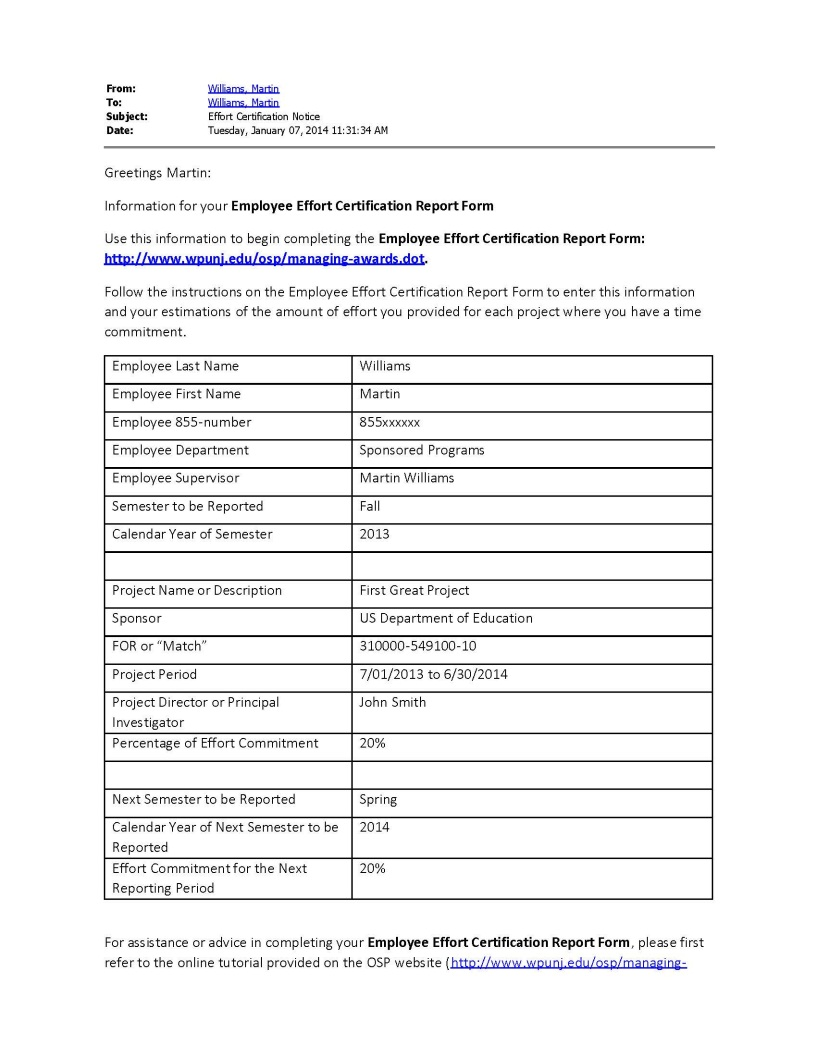 From: Williams, Martin
To: Williams, Martin
Subject: Effort Certification Notice
Date: Tuesday, January 07, 2014 11:31:34 AM
Greetings Martin:
Information for your Employee Effort Certification Report Form
Use this information to begin completing the Employee Effort Certification Report Form:
http://www.wpunj.edu/osp/managing-awards.dot.
Follow the instructions on the Employee Effort Certification Report Form to enter this information
and your estimations of the amount of effort you provided for each project where you have a time
commitment.
Employee Last Name Williams
Employee First Name Martin
Employee 855-number 855xxxxxx
Employee Department Sponsored Programs
Employee Supervisor Martin Williams
Semester to be Reported Fall
Calendar Year of Semester 2013
Project Name or Description First Great Project
Sponsor US Department of Education
FOR or “Match” 310000-549100-10
Project Period 7/01/2013 to 6/30/2014
Project Director or Principal John Smith
Investigator
Percentage of Effort Commitment 20%
Next Semester to be Reported Spring
Calendar Year of Next Semester to be 2014
Reported
Effort Commitment for the Next 20%
Reporting Period
For assistance or advice in completing your Employee Effort Certification Report Form, please first
refer to the online tutorial provided on the OSP website (http://www.wpunj.edu/osp/managing-